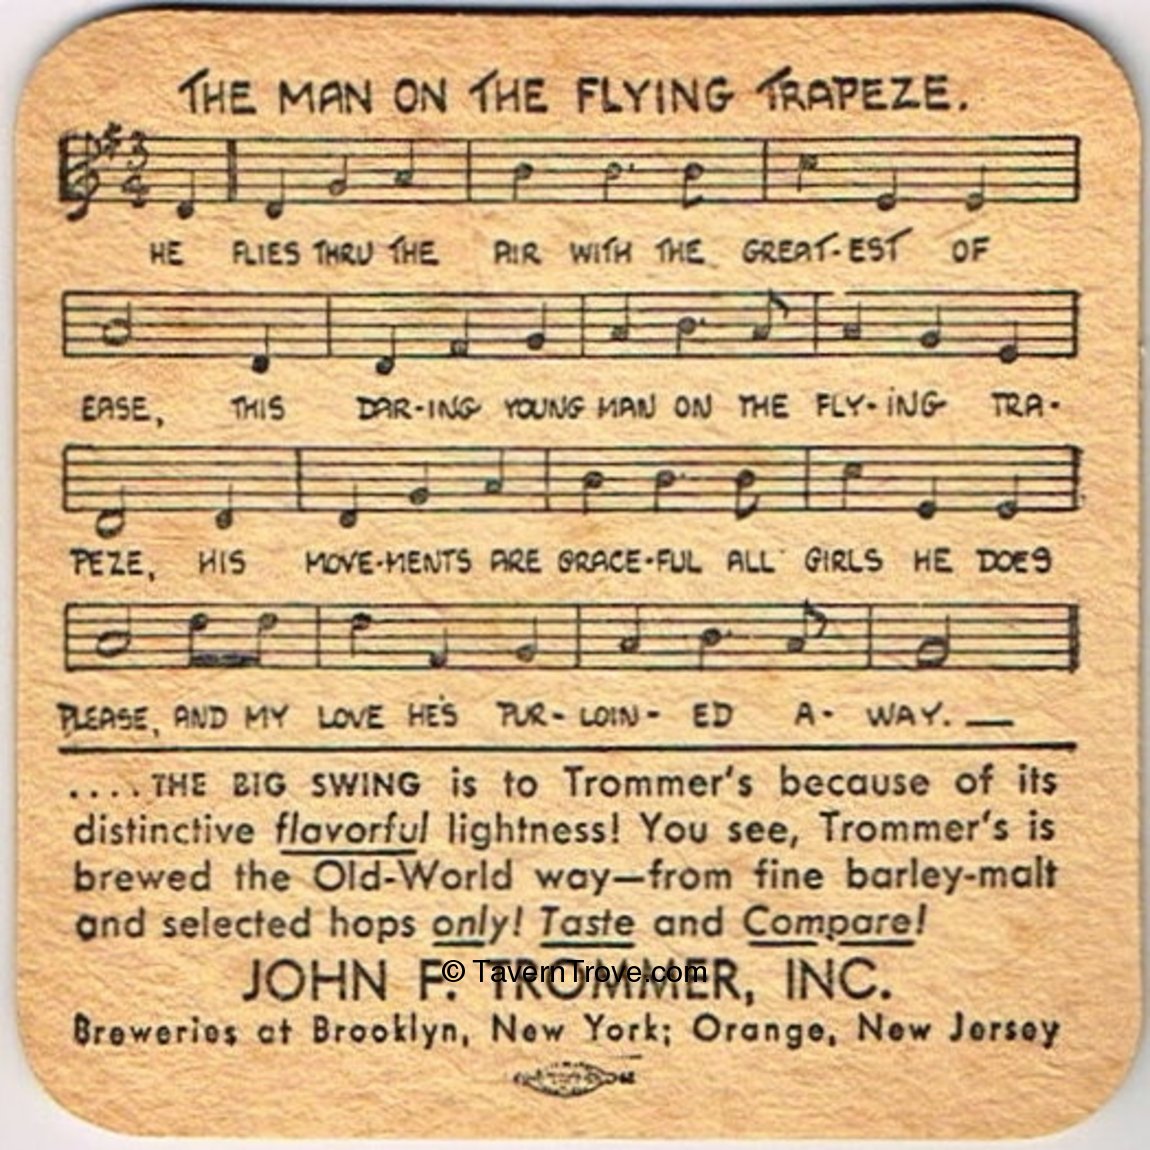 THE MAN ON THE FLYING TRAPEZE.
3
4
HE FLIES THRU THE AIR WITH THE GREAT-EST OF
EASE, THIS DAR-ING YOUNG MAN ON THE FLY-ING TRA-
PEZE, HIS MOVE-MENTS ARE GRACE-FUL ALL GIRLS HE DOES
PLEASE, AND MY LOVE HE'S PUR-LOIN-ED A-WAY.
....THE BIG SWING is to Trommer's because of its
distinctive flavorful lightness! You see, Trommer's is
brewed the Old-World way—from fine barley-malt
and selected hops only! Taste and Compare!
JOHN F. TROMMER, INC.
© TavernTrove.com
Breweries at Brooklyn, New York; Orange, New Jersey